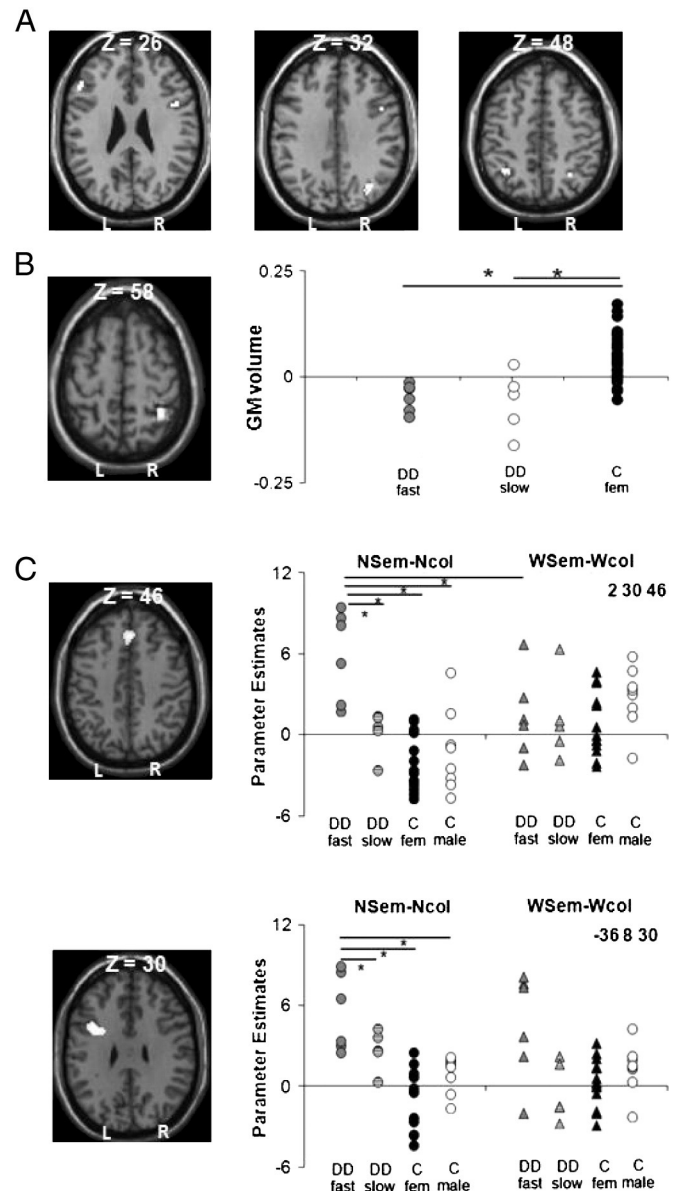 A
Z = 26
Z = 32
Z = 48
L R
L R
L R
B
Z = 58
L R
0.25
0
-0.25
GM volume
* *
DD fast
DD slow
C fem
C
Z = 46
L R
NSem-Ncol
WSem-Wcol
2 30 46
12
6
0
-6
Parameter Estimates
*
*
*
*
DD DD C C
fast slow fem male
DD DD C C
fast slow fem male
Z = 30
L R
NSem-Ncol
WSem-Wcol
-36 8 30
12
6
0
-6
Parameter Estimates
*
*
*
DD DD C C
fast slow fem male
DD DD C C
fast slow fem male